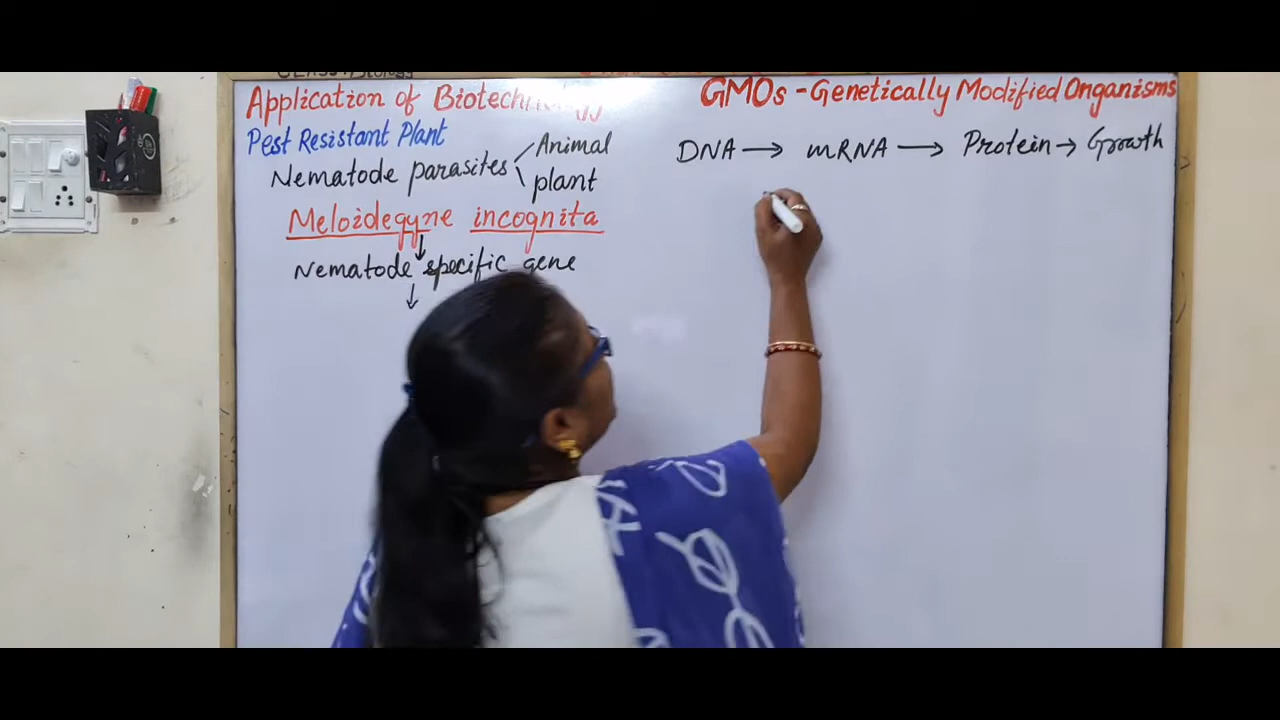 Application of
GMOs - Genetically Modified Organisms
Pest Resistant Plant
Nematode parasites
Animal
plant
DNA → mRNA → Protein → Growth
Meloidegyne incognita
↓
Nematode specific gene
↓